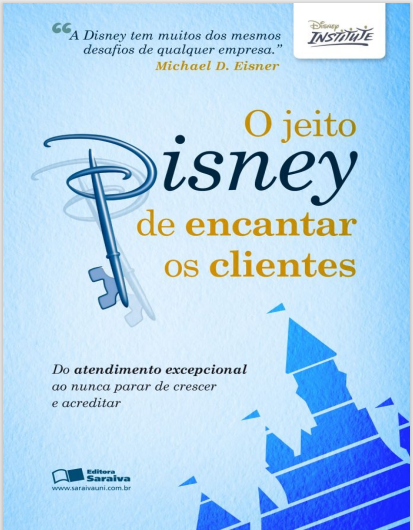 “A Disney tem muitos dos mesmos
desafios de qualquer empresa.”
Michael D. Eisner
Disney
INSTITUTE
O jeito
Disney
de encantar
os clientes
Do atendimento excepcional
ao nunca parar de crescer
e acreditar
Editora
Saraiva
www.saraivauni.com.br